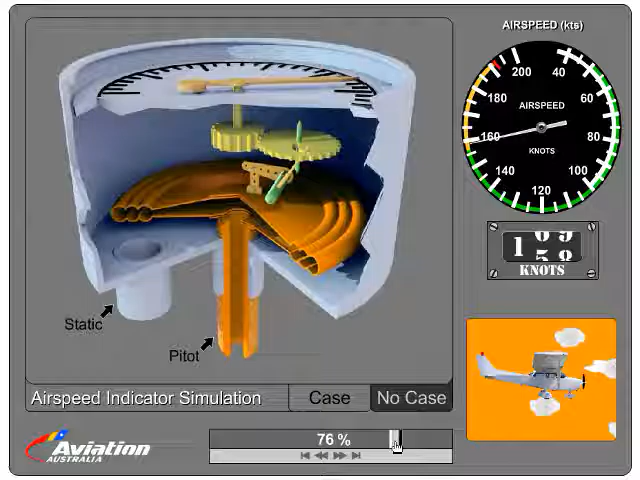 AIRSPEED (kts)
200 40
180 AIRSPEED 60
160 80
KNOTS
140 100
120
KNOTS
Static
Pitot
Airspeed Indicator Simulation Case No Case
Aviation
AUSTRALIA
76 %